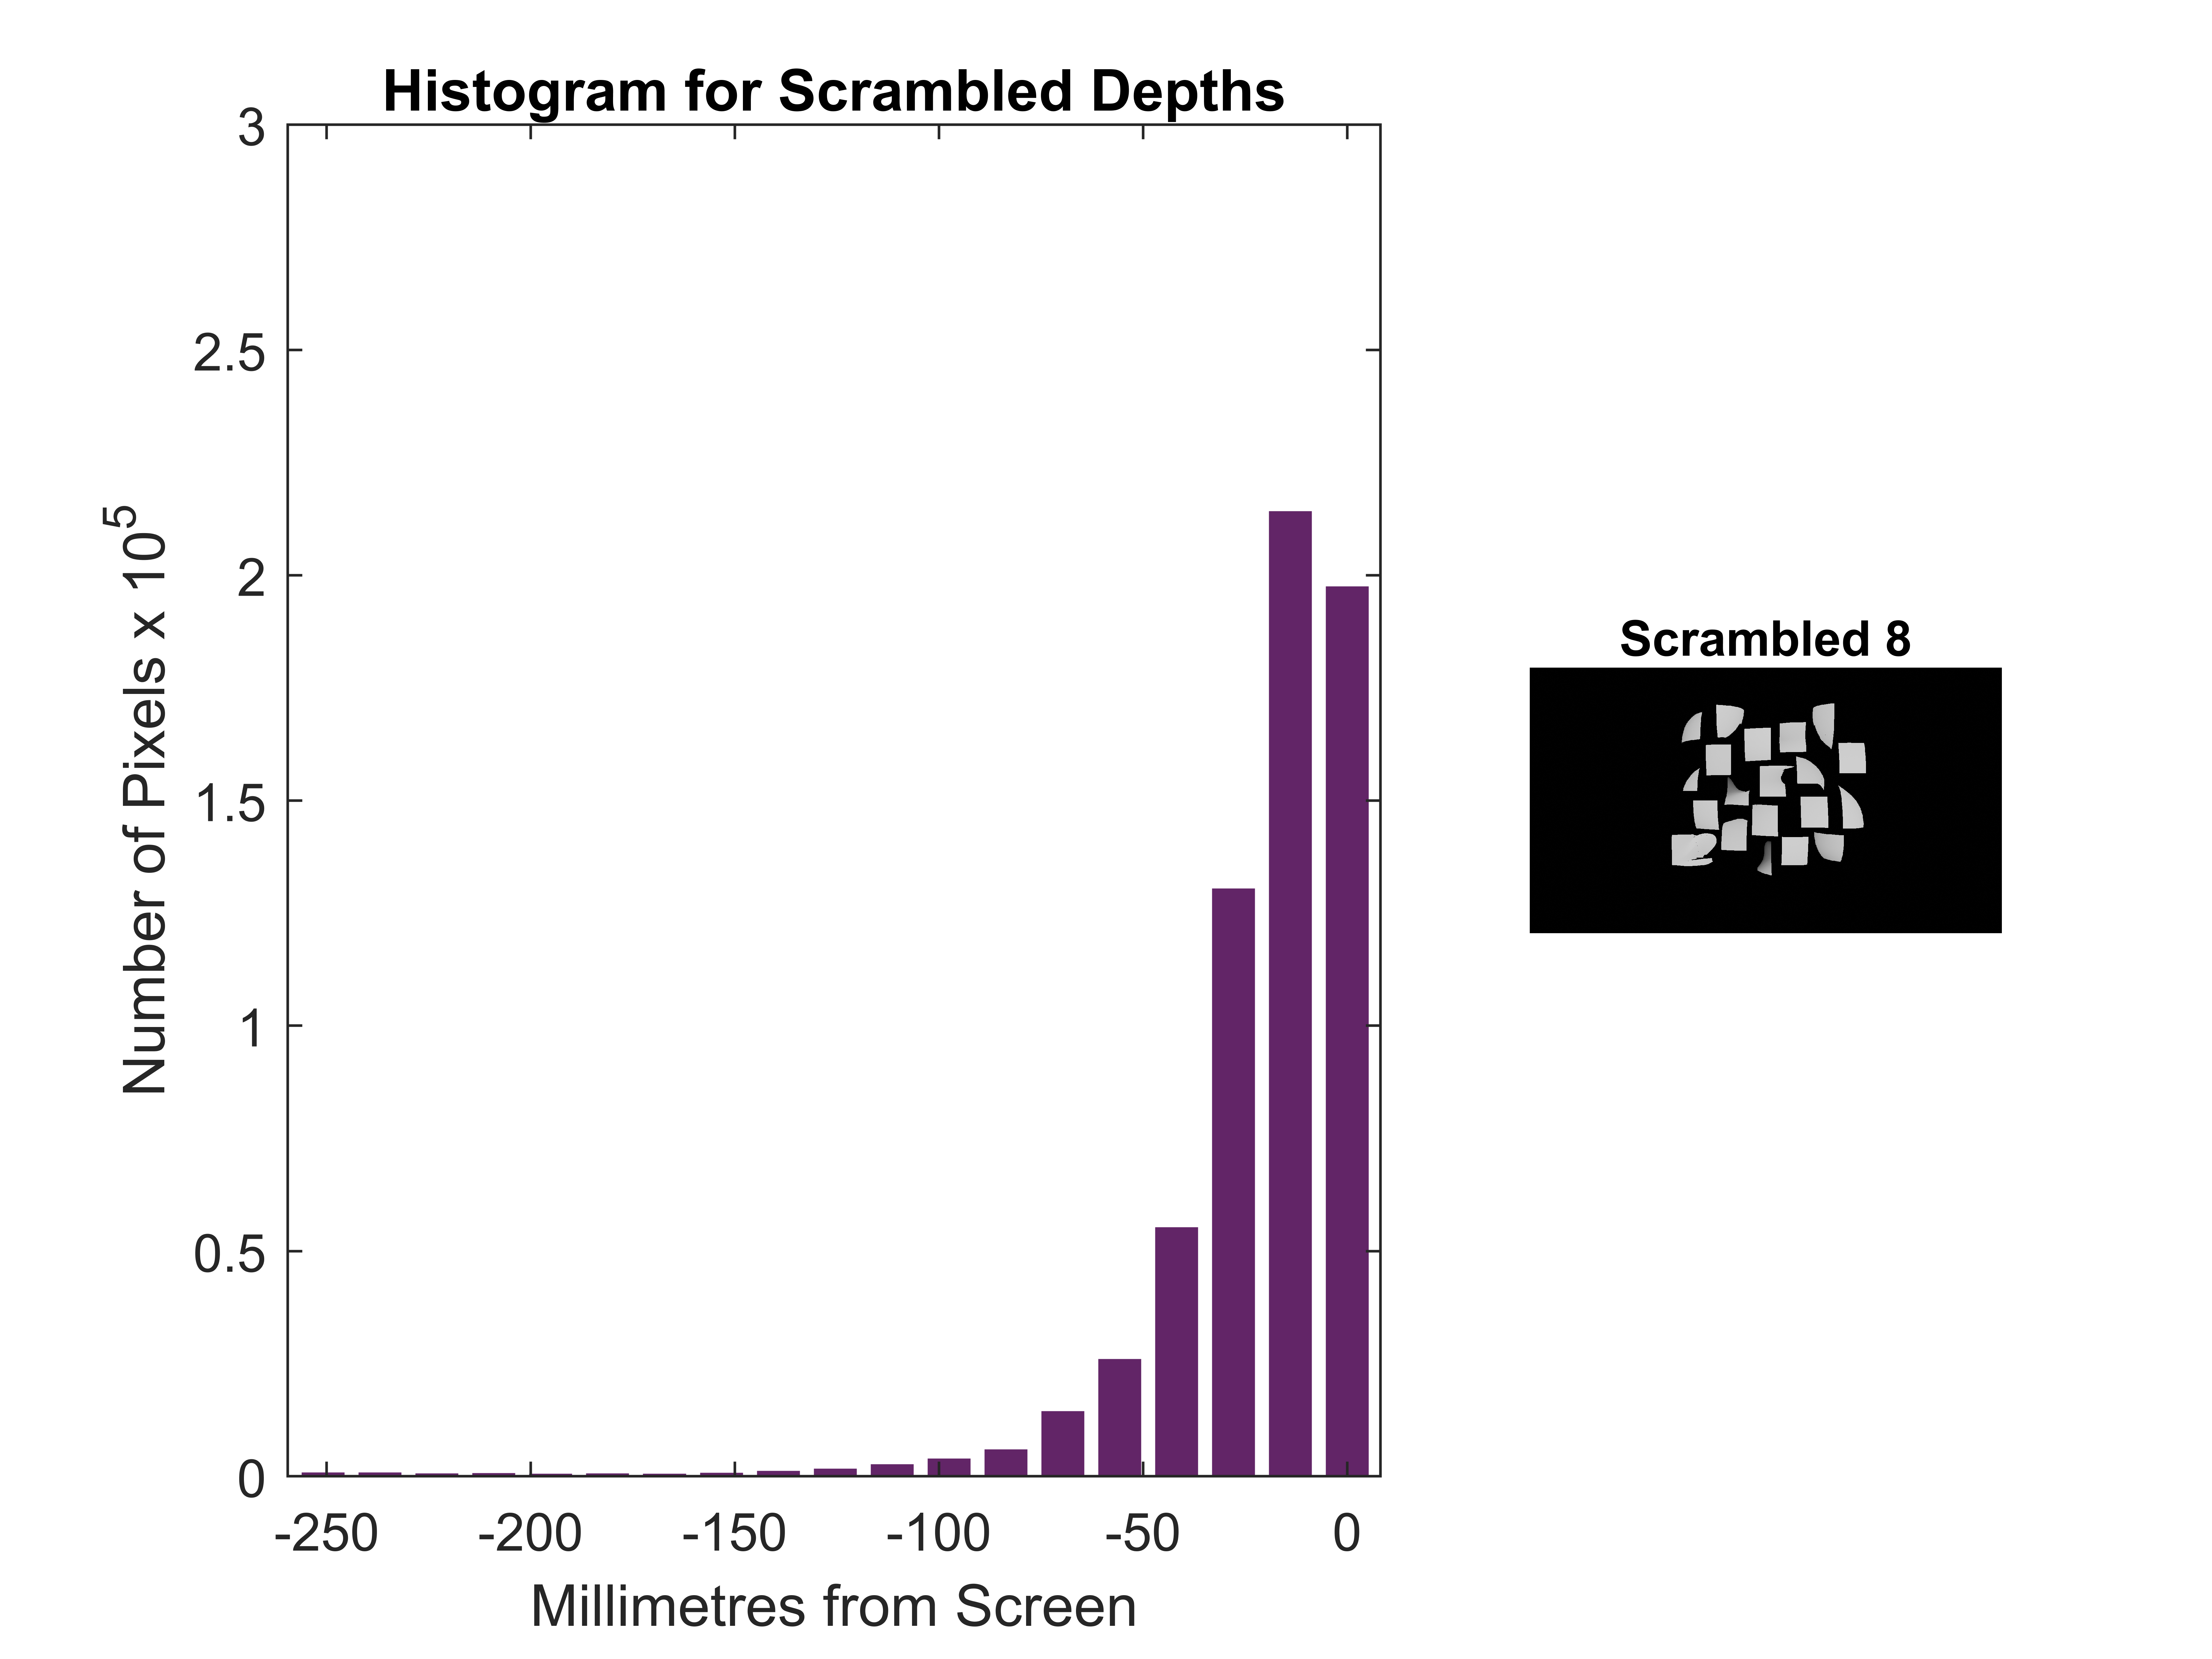 Histogram for Scrambled Depths
3
2.5
2
1.5
1
0.5
0
Number of Pixels x 10^5
-250 -200 -150 -100 -50 0
Millimetres from Screen
Scrambled 8